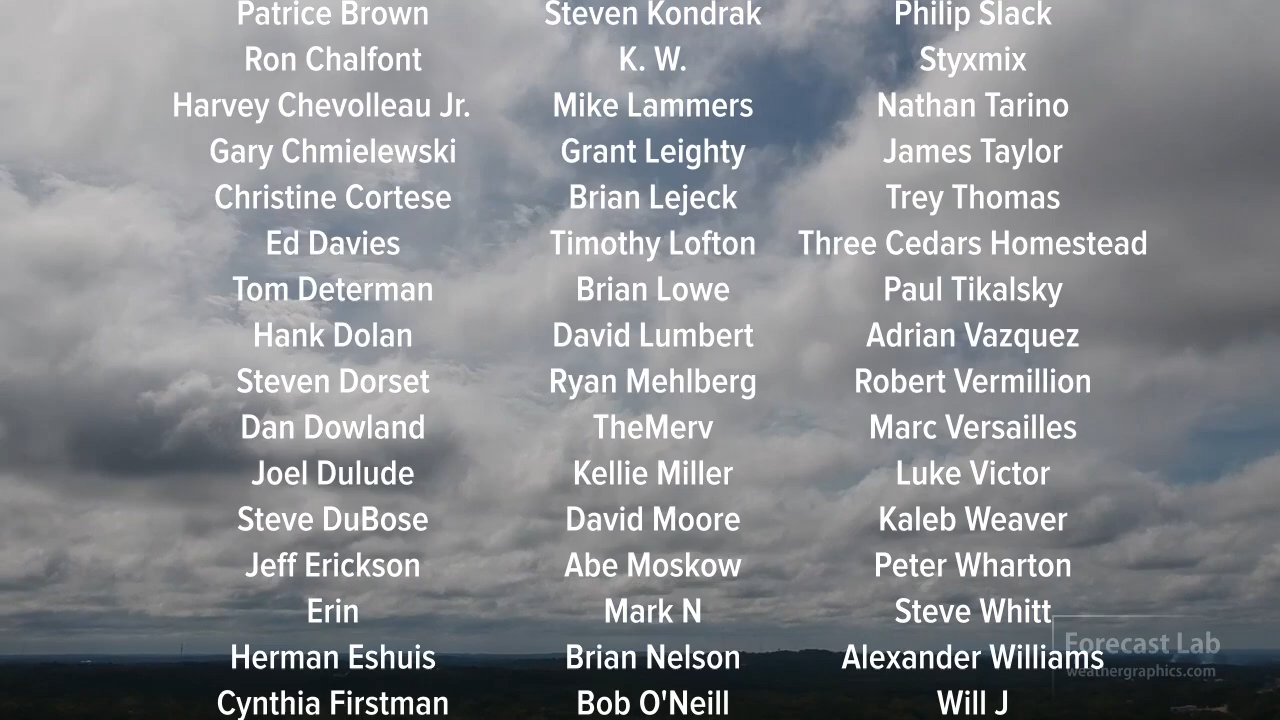 Patrice Brown
Ron Chalfont
Harvey Chevolleau Jr.
Gary Chmielewski
Christine Cortese
Ed Davies
Tom Determan
Hank Dolan
Steven Dorset
Dan Dowland
Joel Dulude
Steve DuBose
Jeff Erickson
Erin
Herman Eshuis
Cynthia Firstman
Steven Kondrak
K. W.
Mike Lammers
Grant Leighty
Brian Lejeck
Timothy Lofton
Brian Lowe
David Lumbert
Ryan Mehlberg
TheMerv
Kellie Miller
David Moore
Abe Moskow
Mark N
Brian Nelson
Bob O'Neill
Philip Slack
Styxmix
Nathan Tarino
James Taylor
Trey Thomas
Three Cedars Homestead
Paul Tikalsky
Adrian Vazquez
Robert Vermillion
Marc Versailles
Luke Victor
Kaleb Weaver
Peter Wharton
Steve Whitt
Alexander Williams
Will J
Forecast Lab
weathergraphics.com